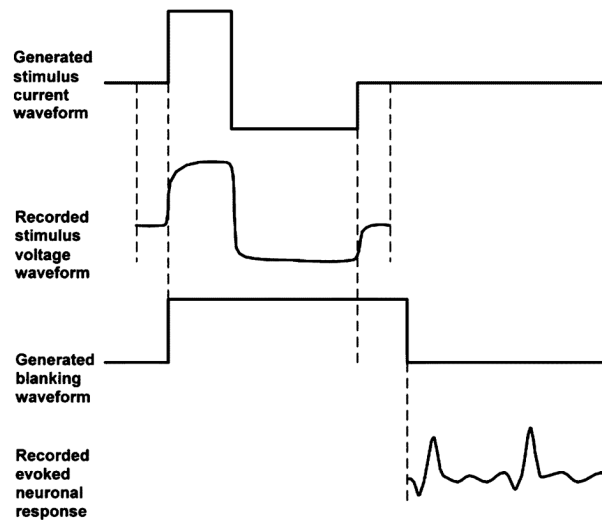 Generated
stimulus
current
waveform
Recorded
stimulus
voltage
waveform
Generated
blanking
waveform
Recorded
evoked
neuronal
response